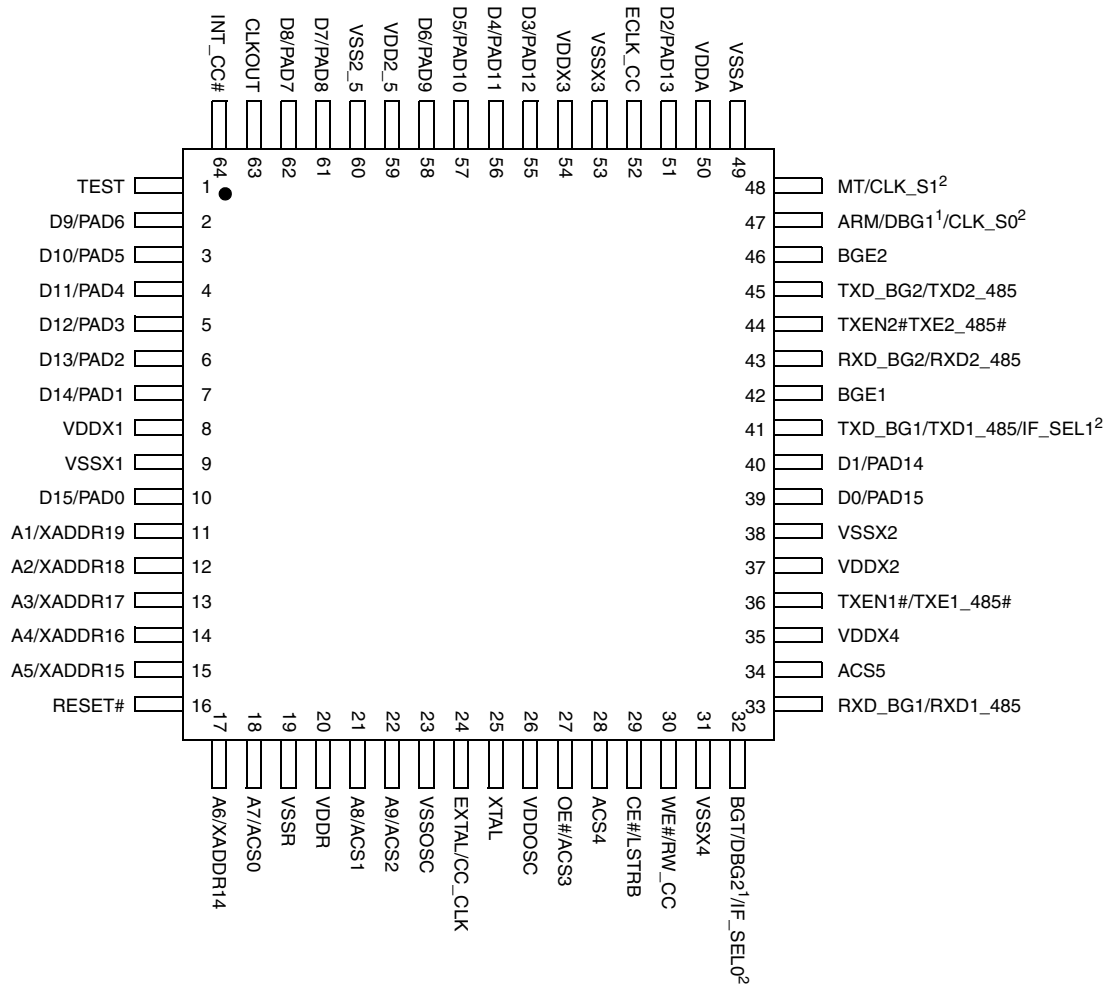 INT_CC#
CLKOUT
D8/PAD7
D7/PAD8
VSS2_5
VDD2_5
D6/PAD9
D5/PAD10
D4/PAD11
D3/PAD12
VDDX3
VSSX3
ECLK_CC
D2/PAD13
VDDA
VSSA
64
63
62
61
60
59
58
57
56
55
54
53
52
51
50
49
TEST 1
D9/PAD6 2
D10/PAD5 3
D11/PAD4 4
D12/PAD3 5
D13/PAD2 6
D14/PAD1 7
VDDX1 8
VSSX1 9
D15/PAD0 10
A1/XADDR19 11
A2/XADDR18 12
A3/XADDR17 13
A4/XADDR16 14
A5/XADDR15 15
RESET# 16
48 MT/CLK_S1²
47 ARM/DBG1¹/CLK_S0²
46 BGE2
45 TXD_BG2/TXD2_485
44 TXEN2#TXE2_485#
43 RXD_BG2/RXD2_485
42 BGE1
41 TXD_BG1/TXD1_485/IF_SEL1²
40 D1/PAD14
39 D0/PAD15
38 VSSX2
37 VDDX2
36 TXEN1#/TXE1_485#
35 VDDX4
34 ACS5
33 RXD_BG1/RXD1_485
17
18
19
20
21
22
23
24
25
26
27
28
29
30
31
32
A6/XADDR14
A7/ACS0
VSSR
VDDR
A8/ACS1
A9/ACS2
VSSOSC
EXTAL/CC_CLK
XTAL
VDDOSC
OE#/ACS3
ACS4
CE#/LSTRB
WE#/RW_CC
VSSX4
BGT/DBG2¹/IF_SEL0²